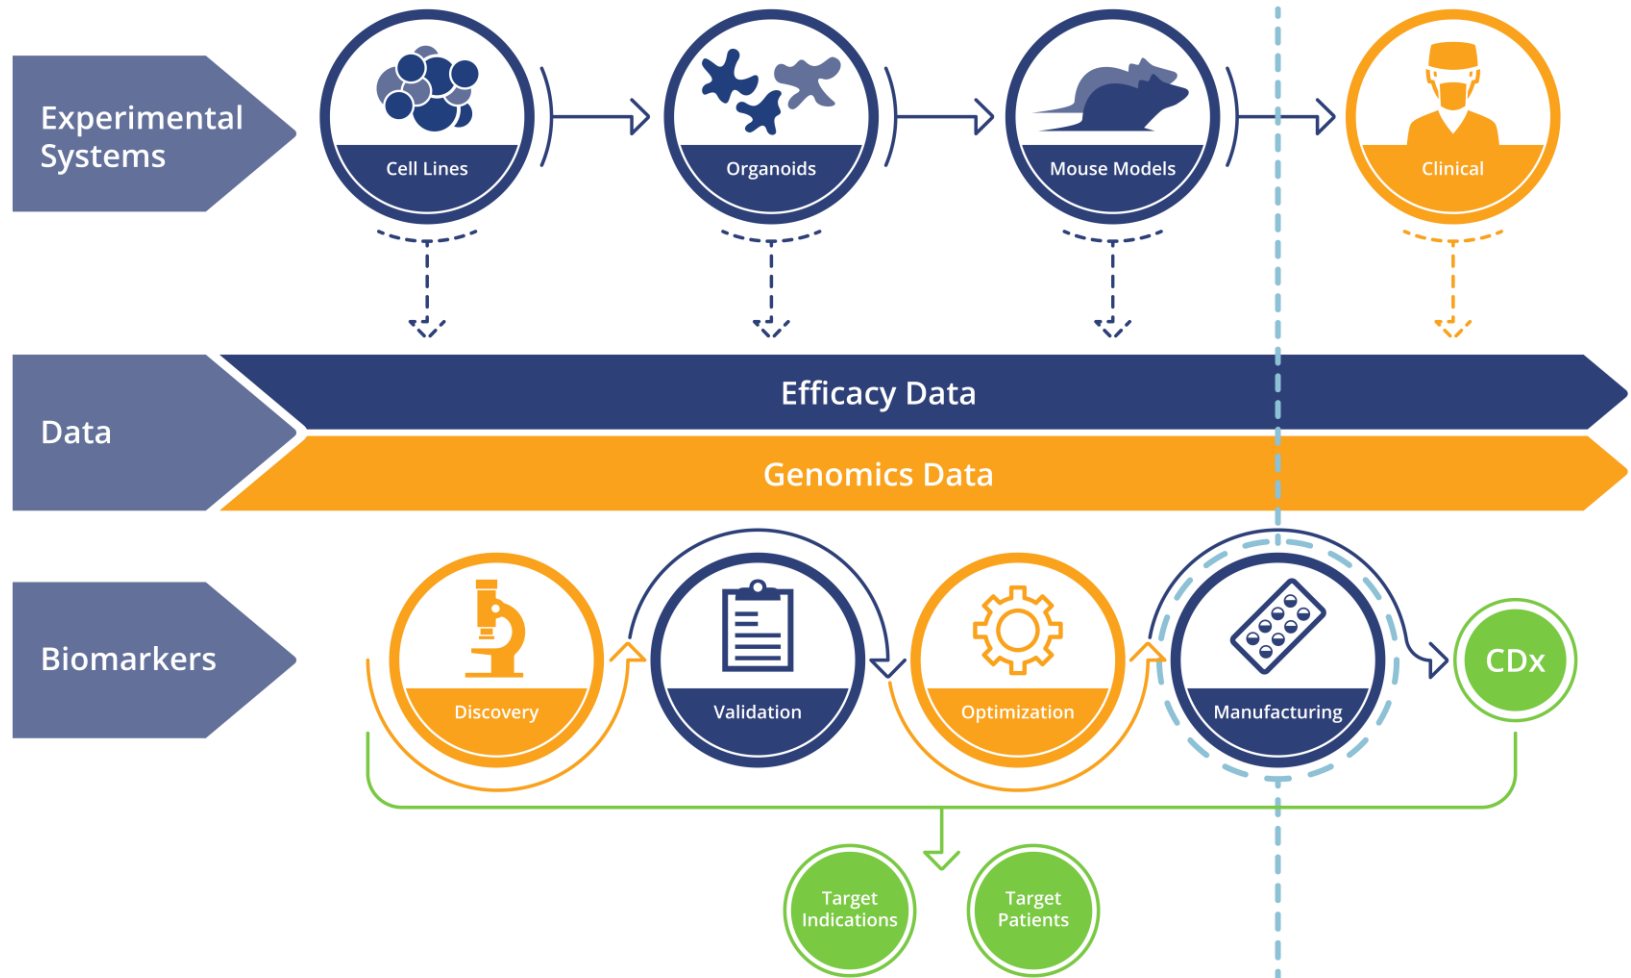 Experimental
Systems
Cell Lines
Organoids
Mouse Models
Clinical
Data
Efficacy Data
Genomics Data
Biomarkers
Discovery
Validation
Optimization
Manufacturing
CDx
Target
Indications
Target
Patients